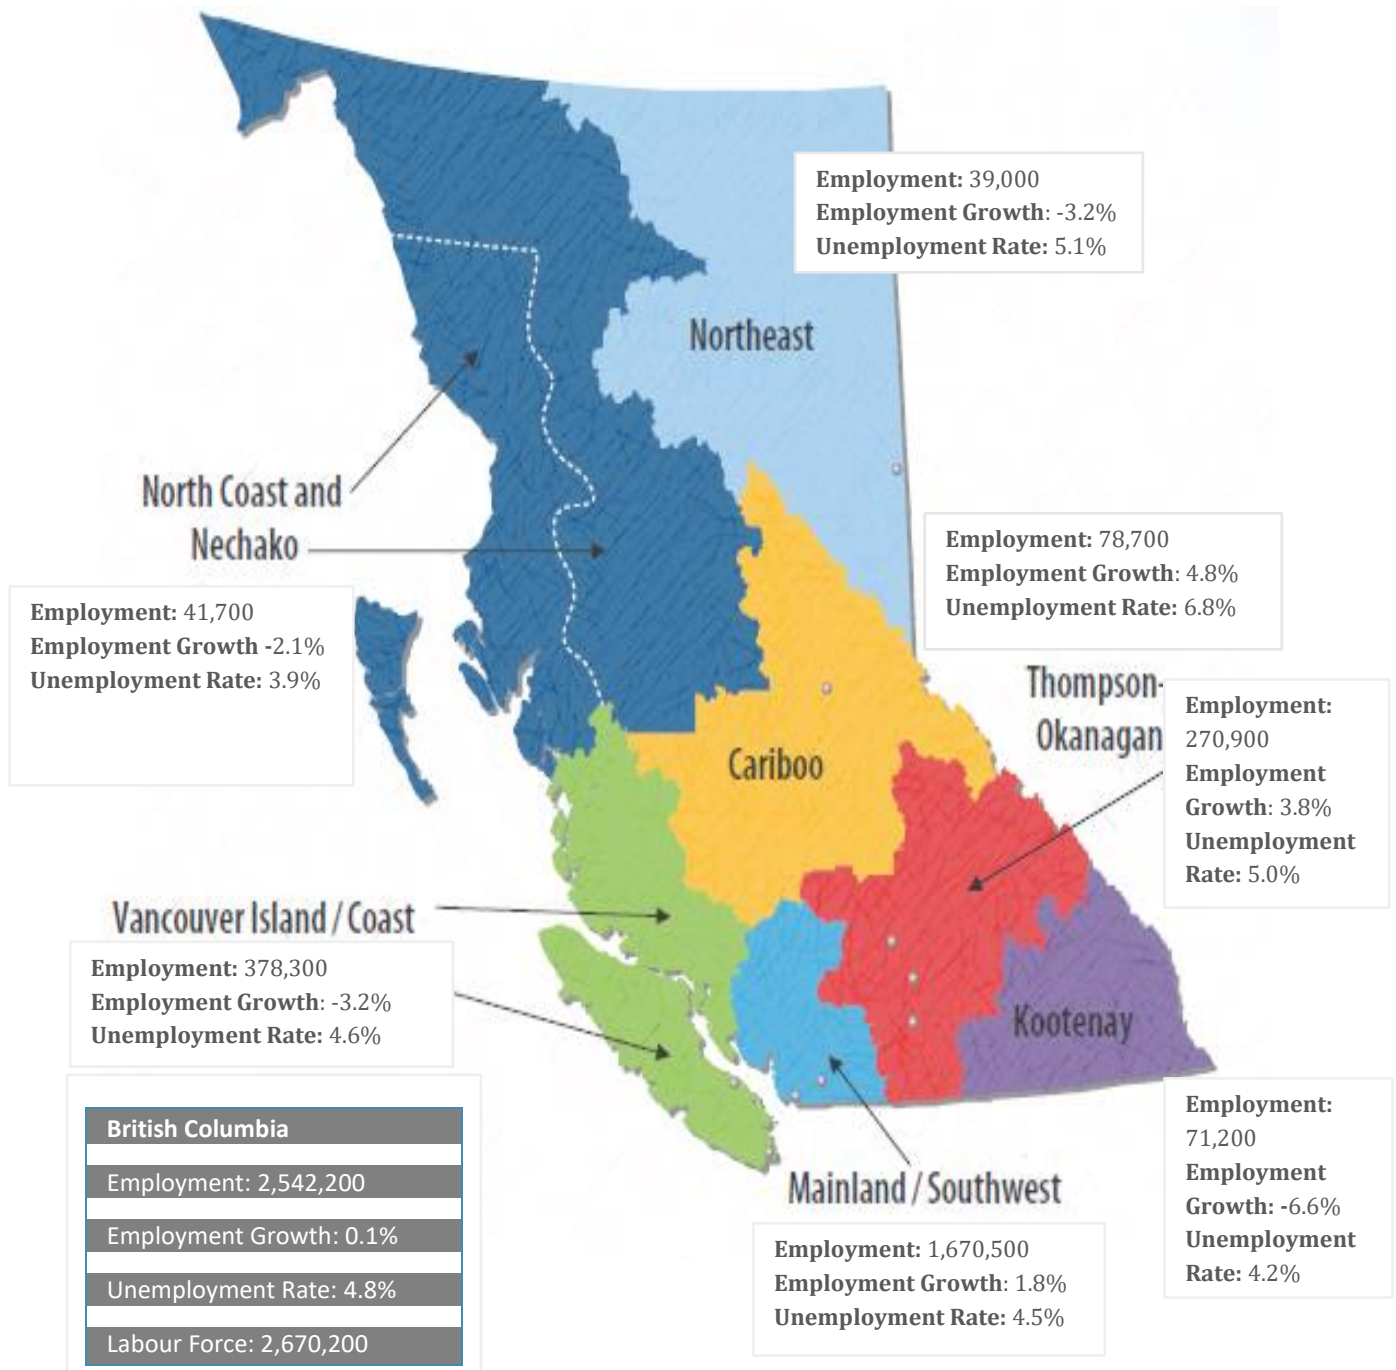 Employment: 39,000
Employment Growth: -3.2%
Unemployment Rate: 5.1%
Northeast
North Coast and
Nechako
Employment: 41,700
Employment Growth -2.1%
Unemployment Rate: 3.9%
Employment: 78,700
Employment Growth: 4.8%
Unemployment Rate: 6.8%
Cariboo
Thompson-
Okanagan
Employment:
270,900
Employment
Growth: 3.8%
Unemployment
Rate: 5.0%
Vancouver Island / Coast
Employment: 378,300
Employment Growth: -3.2%
Unemployment Rate: 4.6%
Kootenay
Employment:
71,200
Employment
Growth: -6.6%
Unemployment
Rate: 4.2%
Mainland / Southwest
Employment: 1,670,500
Employment Growth: 1.8%
Unemployment Rate: 4.5%
British Columbia
Employment: 2,542,200
Employment Growth: 0.1%
Unemployment Rate: 4.8%
Labour Force: 2,670,200